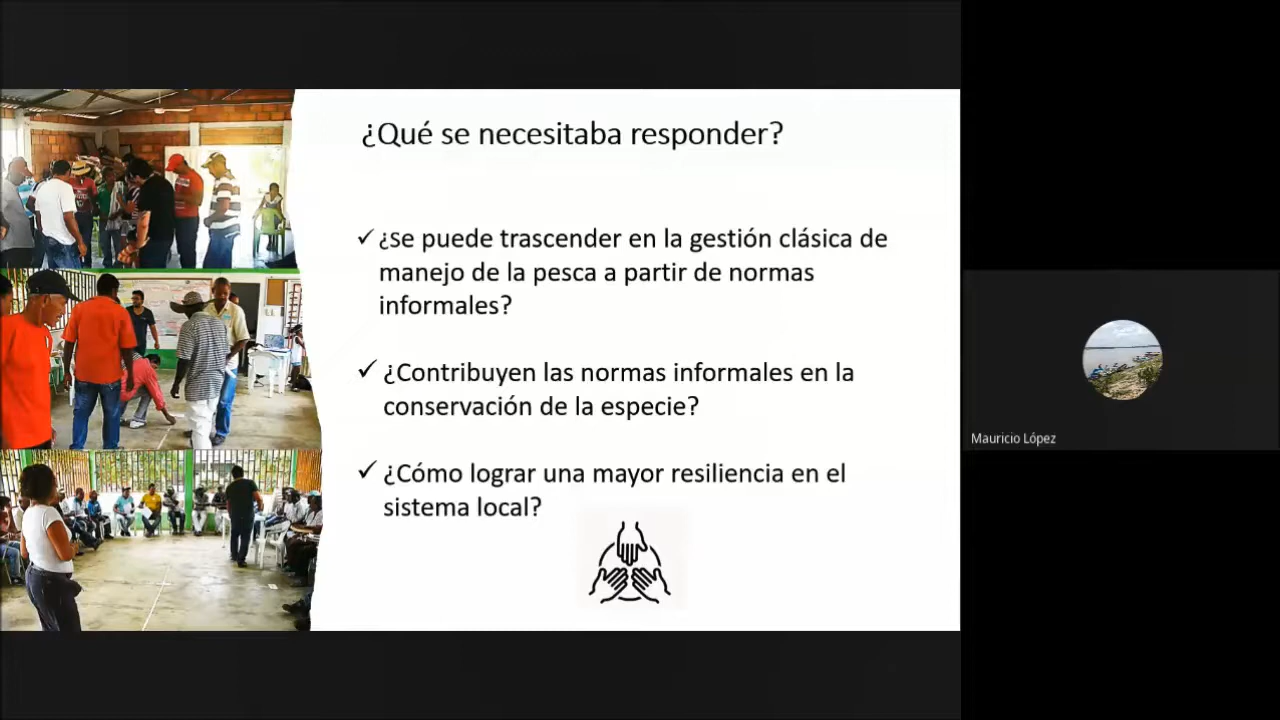 ¿Qué se necesitaba responder?
✓ ¿Se puede trascender en la gestión clásica de
manejo de la pesca a partir de normas
informales?
✓ ¿Contribuyen las normas informales en la
conservación de la especie?
✓ ¿Cómo lograr una mayor resiliencia en el
sistema local?
Mauricio López